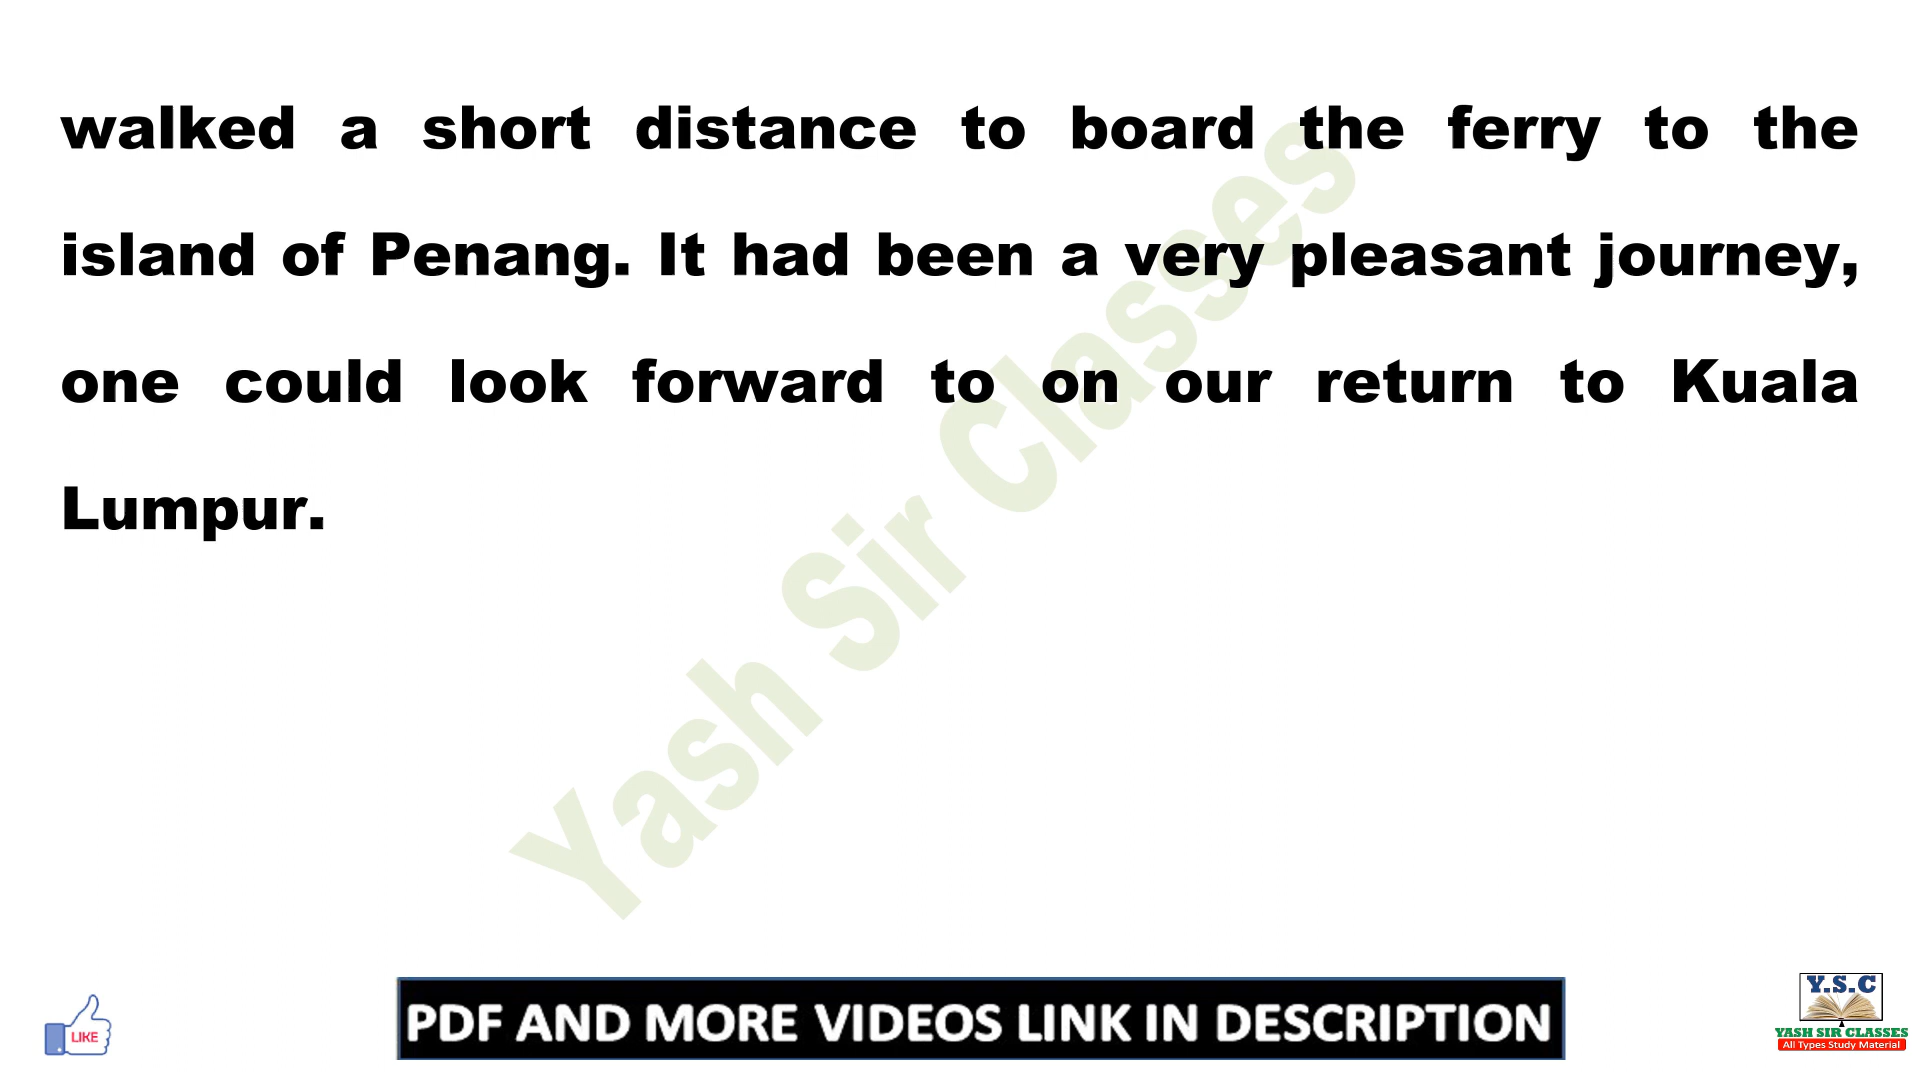 walked a short distance to board the ferry to the
island of Penang. It had been a very pleasant journey,
one could look forward to on our return to Kuala
Lumpur.
Yash Sir Classes
LIKE
PDF AND MORE VIDEOS LINK IN DESCRIPTION
Y.S.C
YASH SIR CLASSES
All Types Study Material